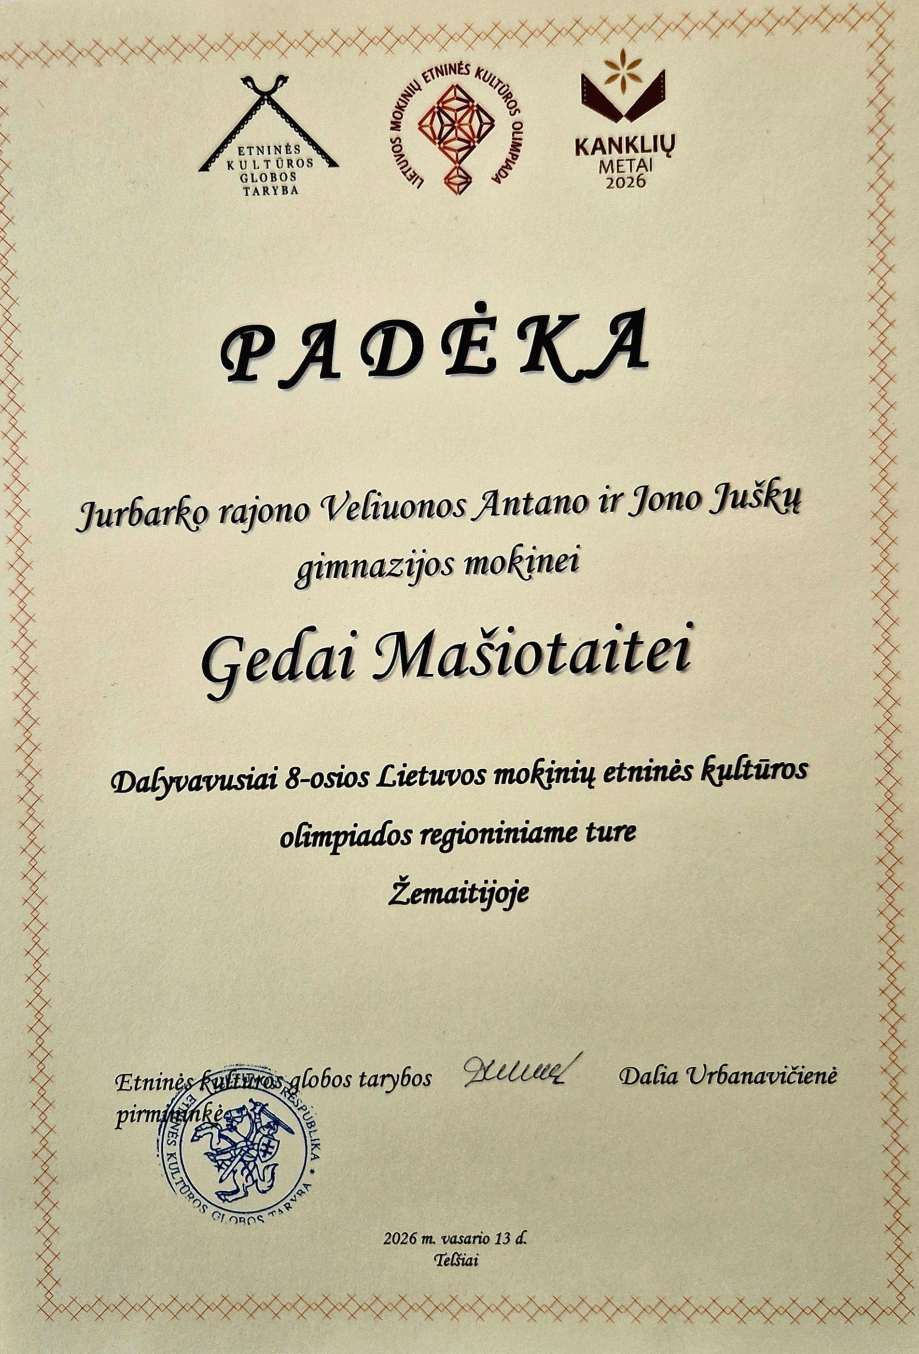 ETNINĖS
KULTŪROS
GLOBOS
TARYBA
LIETUVOS MOKINIŲ ETNINĖS KULTŪROS OLIMPIADA
KANKLIŲ
METAI
2026
PADĖKA
Jurbarko rajono Veliuonos Antano ir Jono Juškų
gimnazijos mokinei
Gedai Mašiotaitei
Dalyvavusiai 8-osios Lietuvos mokinių etninės kultūros
olimpiados regioniniame ture
Žemaitijoje
Etninės kultūros globos tarybos
pirmininkė
Dalia Urbanavičienė
RESPUBLIKA
ETNINĖS KULTŪROS GLOBOS TARYBA
2026 m. vasario 13 d.
Telšiai